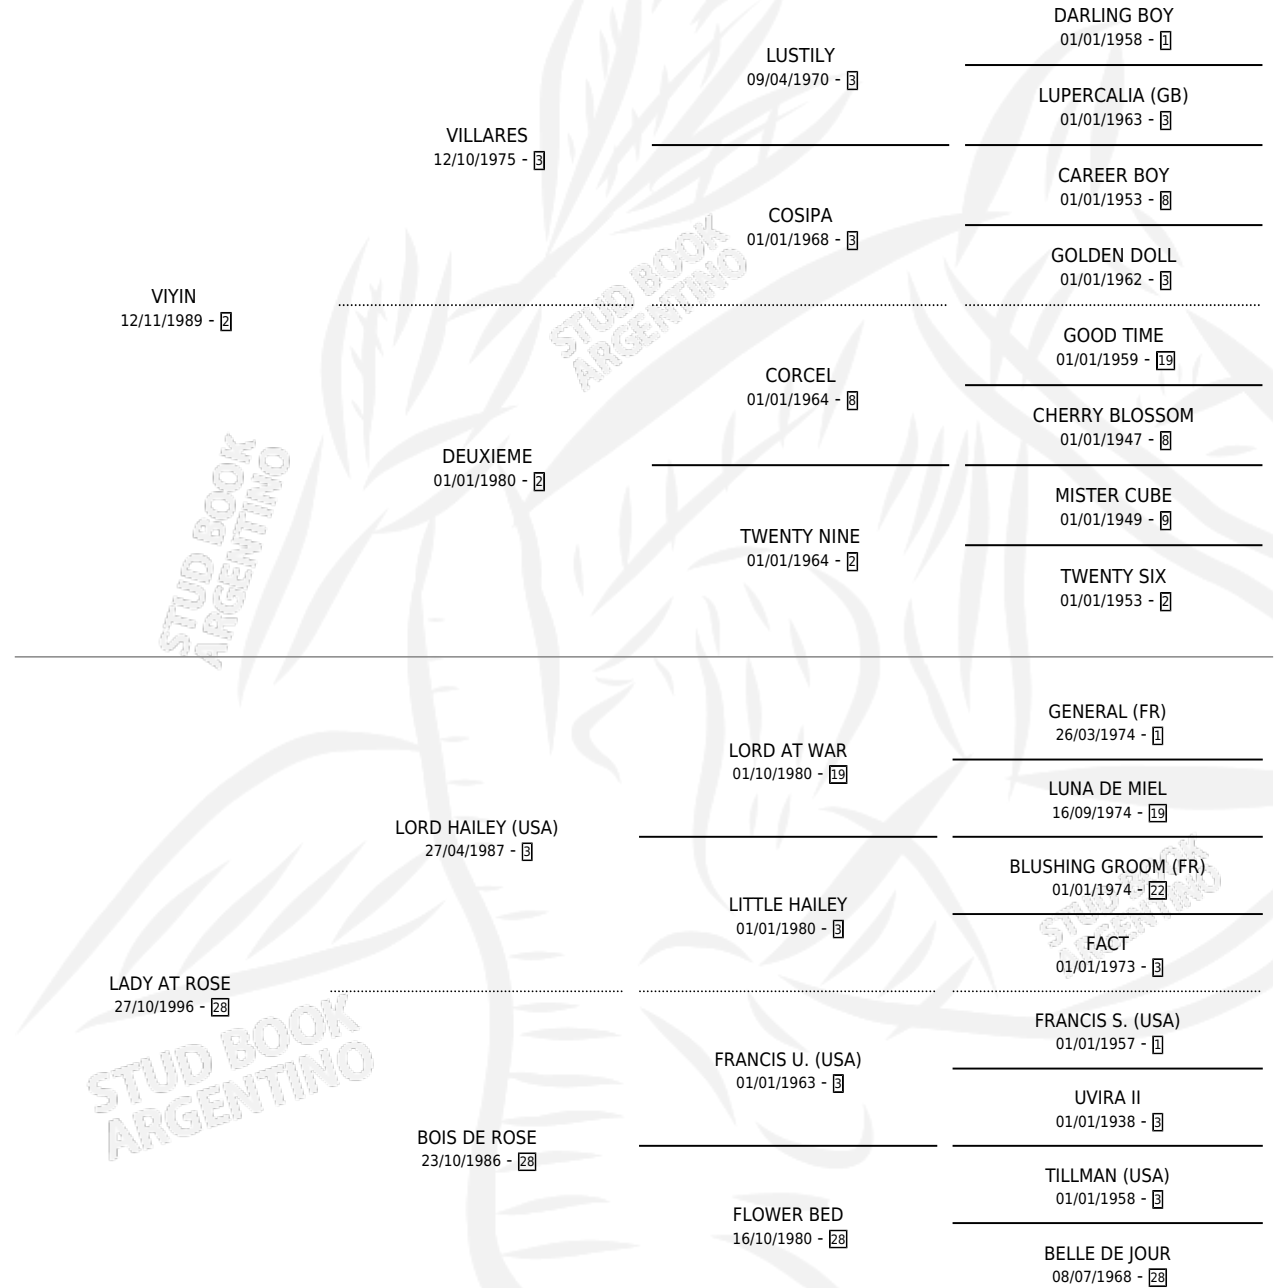 DARLING BOY
01/01/1958 - 1
LUSTILY
09/04/1970 - 3
LUPERCALIA (GB)
01/01/1963 - 3
VILLARES
12/10/1975 - 3
CAREER BOY
01/01/1953 - 8
COSIPA
01/01/1968 - 3
GOLDEN DOLL
01/01/1962 - 3
VIYIN
12/11/1989 - 2
GOOD TIME
01/01/1959 - 19
CORCEL
01/01/1964 - 8
CHERRY BLOSSOM
01/01/1947 - 8
DEUXIEME
01/01/1980 - 2
MISTER CUBE
01/01/1949 - 9
TWENTY NINE
01/01/1964 - 2
TWENTY SIX
01/01/1953 - 2
STUD BOOK
ARGENTINO
STUD BOOK
ARGENTINO
GENERAL (FR)
26/03/1974 - 1
LORD AT WAR
01/10/1980 - 19
LUNA DE MIEL
16/09/1974 - 19
LORD HAILEY (USA)
27/04/1987 - 3
BLUSHING GROOM (FR)
01/01/1974 - 22
LITTLE HAILEY
01/01/1980 - 3
FACT
01/01/1973 - 3
LADY AT ROSE
27/10/1996 - 28
FRANCIS S. (USA)
01/01/1957 - 1
FRANCIS U. (USA)
01/01/1963 - 3
UVIRA II
01/01/1938 - 3
BOIS DE ROSE
23/10/1986 - 28
TILLMAN (USA)
01/01/1958 - 3
FLOWER BED
16/10/1980 - 28
BELLE DE JOUR
08/07/1968 - 28
STUD BOOK
ARGENTINO
STUD BOOK
ARGENTINO